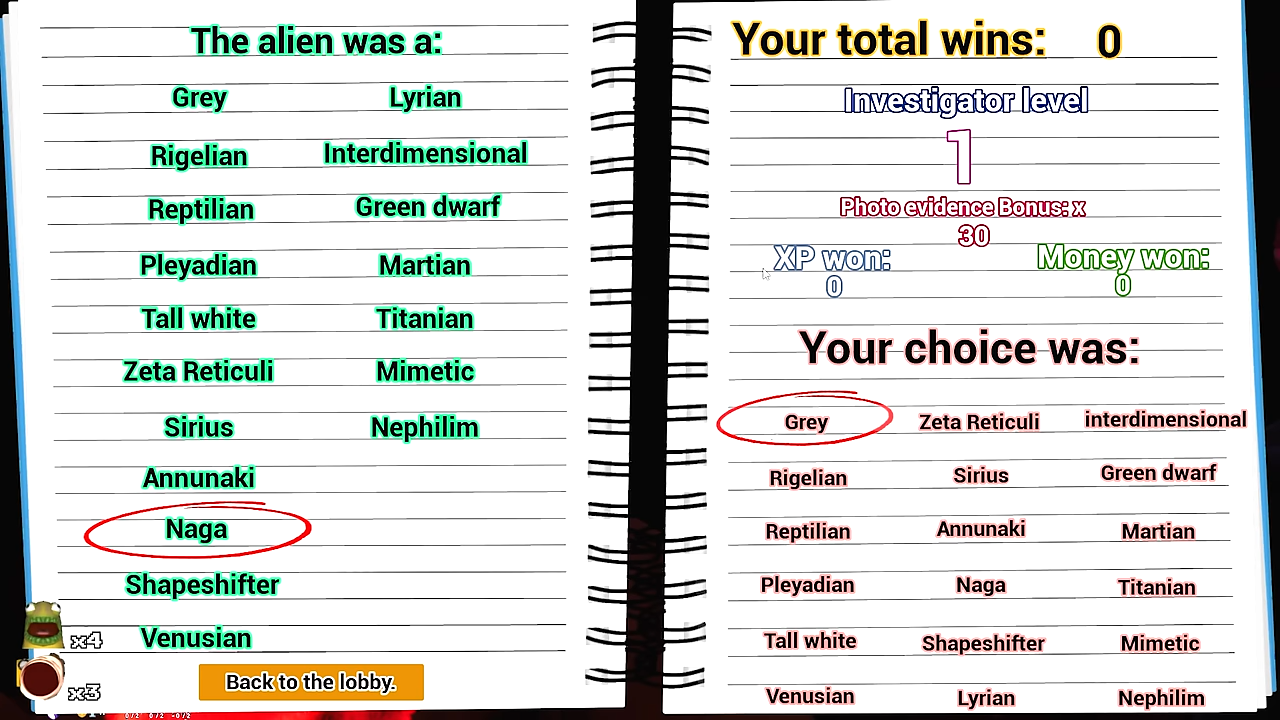 The alien was a:
Grey Lyrian
Rigelian Interdimensional
Reptilian Green dwarf
Pleyadian Martian
Tall white Titanian
Zeta Reticuli Mimetic
Sirius Nephilim
Annunaki
Naga
Shapeshifter
Venusian
x4
x3
Back to the lobby.
Your total wins: 0
Investigator level
1
Photo evidence Bonus: x
30
XP won: Money won:
0 0
Your choice was:
Grey Zeta Reticuli interdimensional
Rigelian Sirius Green dwarf
Reptilian Annunaki Martian
Pleyadian Naga Titanian
Tall white Shapeshifter Mimetic
Venusian Lyrian Nephilim